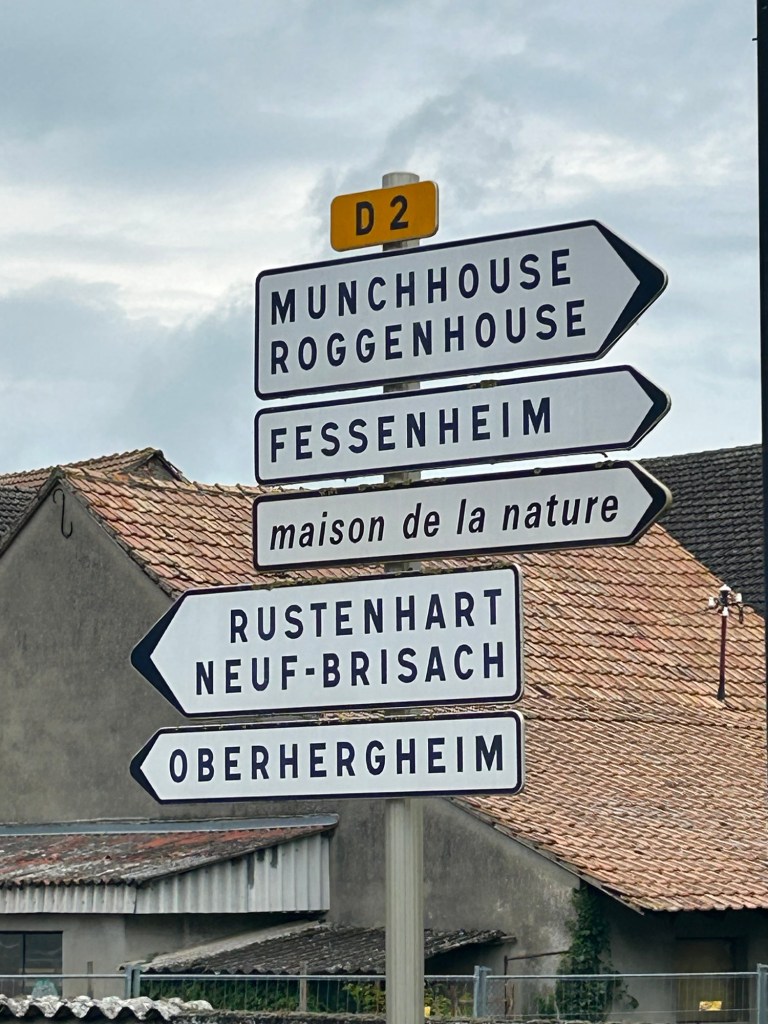 D 2
MUNCHHOUSE
ROGGENHOUSE
FESSENHEIM
maison de la nature
RUSTENHART
NEUF-BRISACH
OBERHERGHEIM